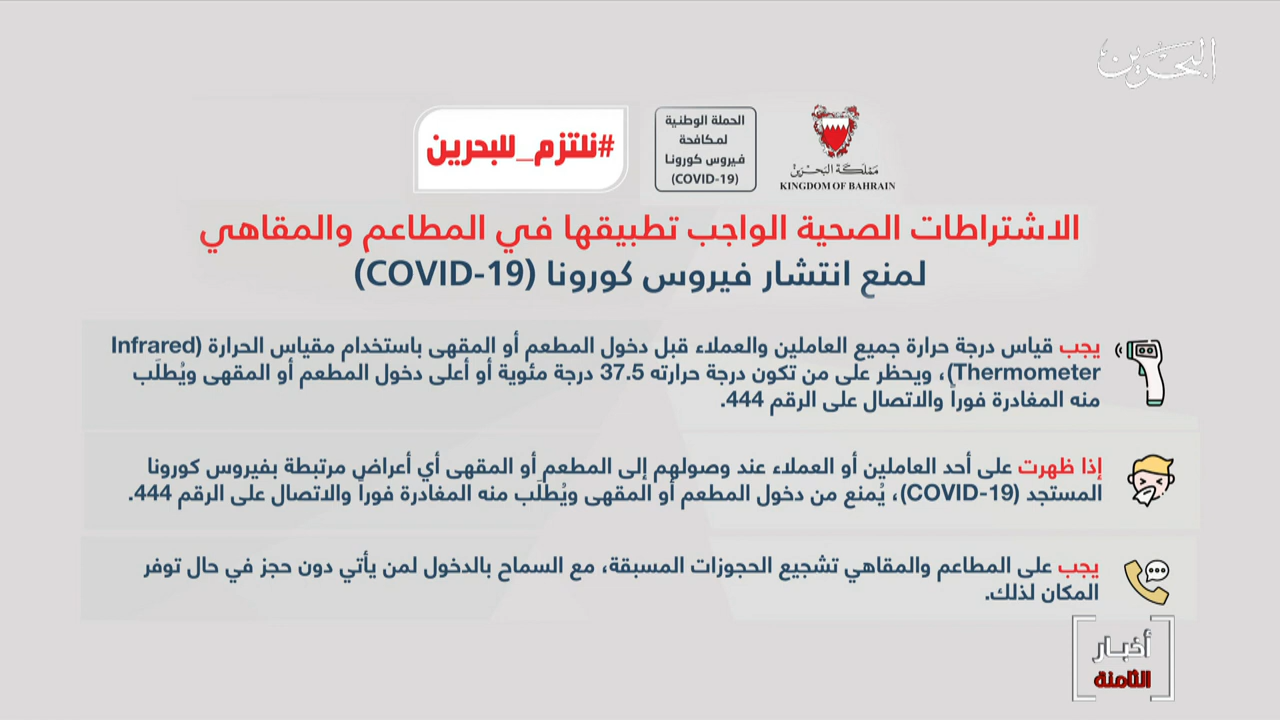 البحرين
#نلتزم_للبحرين
الحملة الوطنية
لمكافحة
فيروس كورونا
(COVID-19)
مملكة البحرين
KINGDOM OF BAHRAIN
الاشتراطات الصحية الواجب تطبيقها في المطاعم والمقاهي
لمنع انتشار فيروس كورونا (COVID-19)
يجب قياس درجة حرارة جميع العاملين والعملاء قبل دخول المطعم أو المقهى باستخدام مقياس الحرارة (Infrared
Thermometer)، ويحظر على من تكون درجة حرارته 37.5 درجة مئوية أو أعلى دخول المطعم أو المقهى ويُطلَب
منه المغادرة فوراً والاتصال على الرقم 444.
إذا ظهرت على أحد العاملين أو العملاء عند وصولهم إلى المطعم أو المقهى أي أعراض مرتبطة بفيروس كورونا
المستجد (COVID-19)، يُمنع من دخول المطعم أو المقهى ويُطلَب منه المغادرة فوراً والاتصال على الرقم 444.
يجب على المطاعم والمقاهي تشجيع الحجوزات المسبقة، مع السماح بالدخول لمن يأتي دون حجز في حال توفر
المكان لذلك.
أخبار
الثامنة